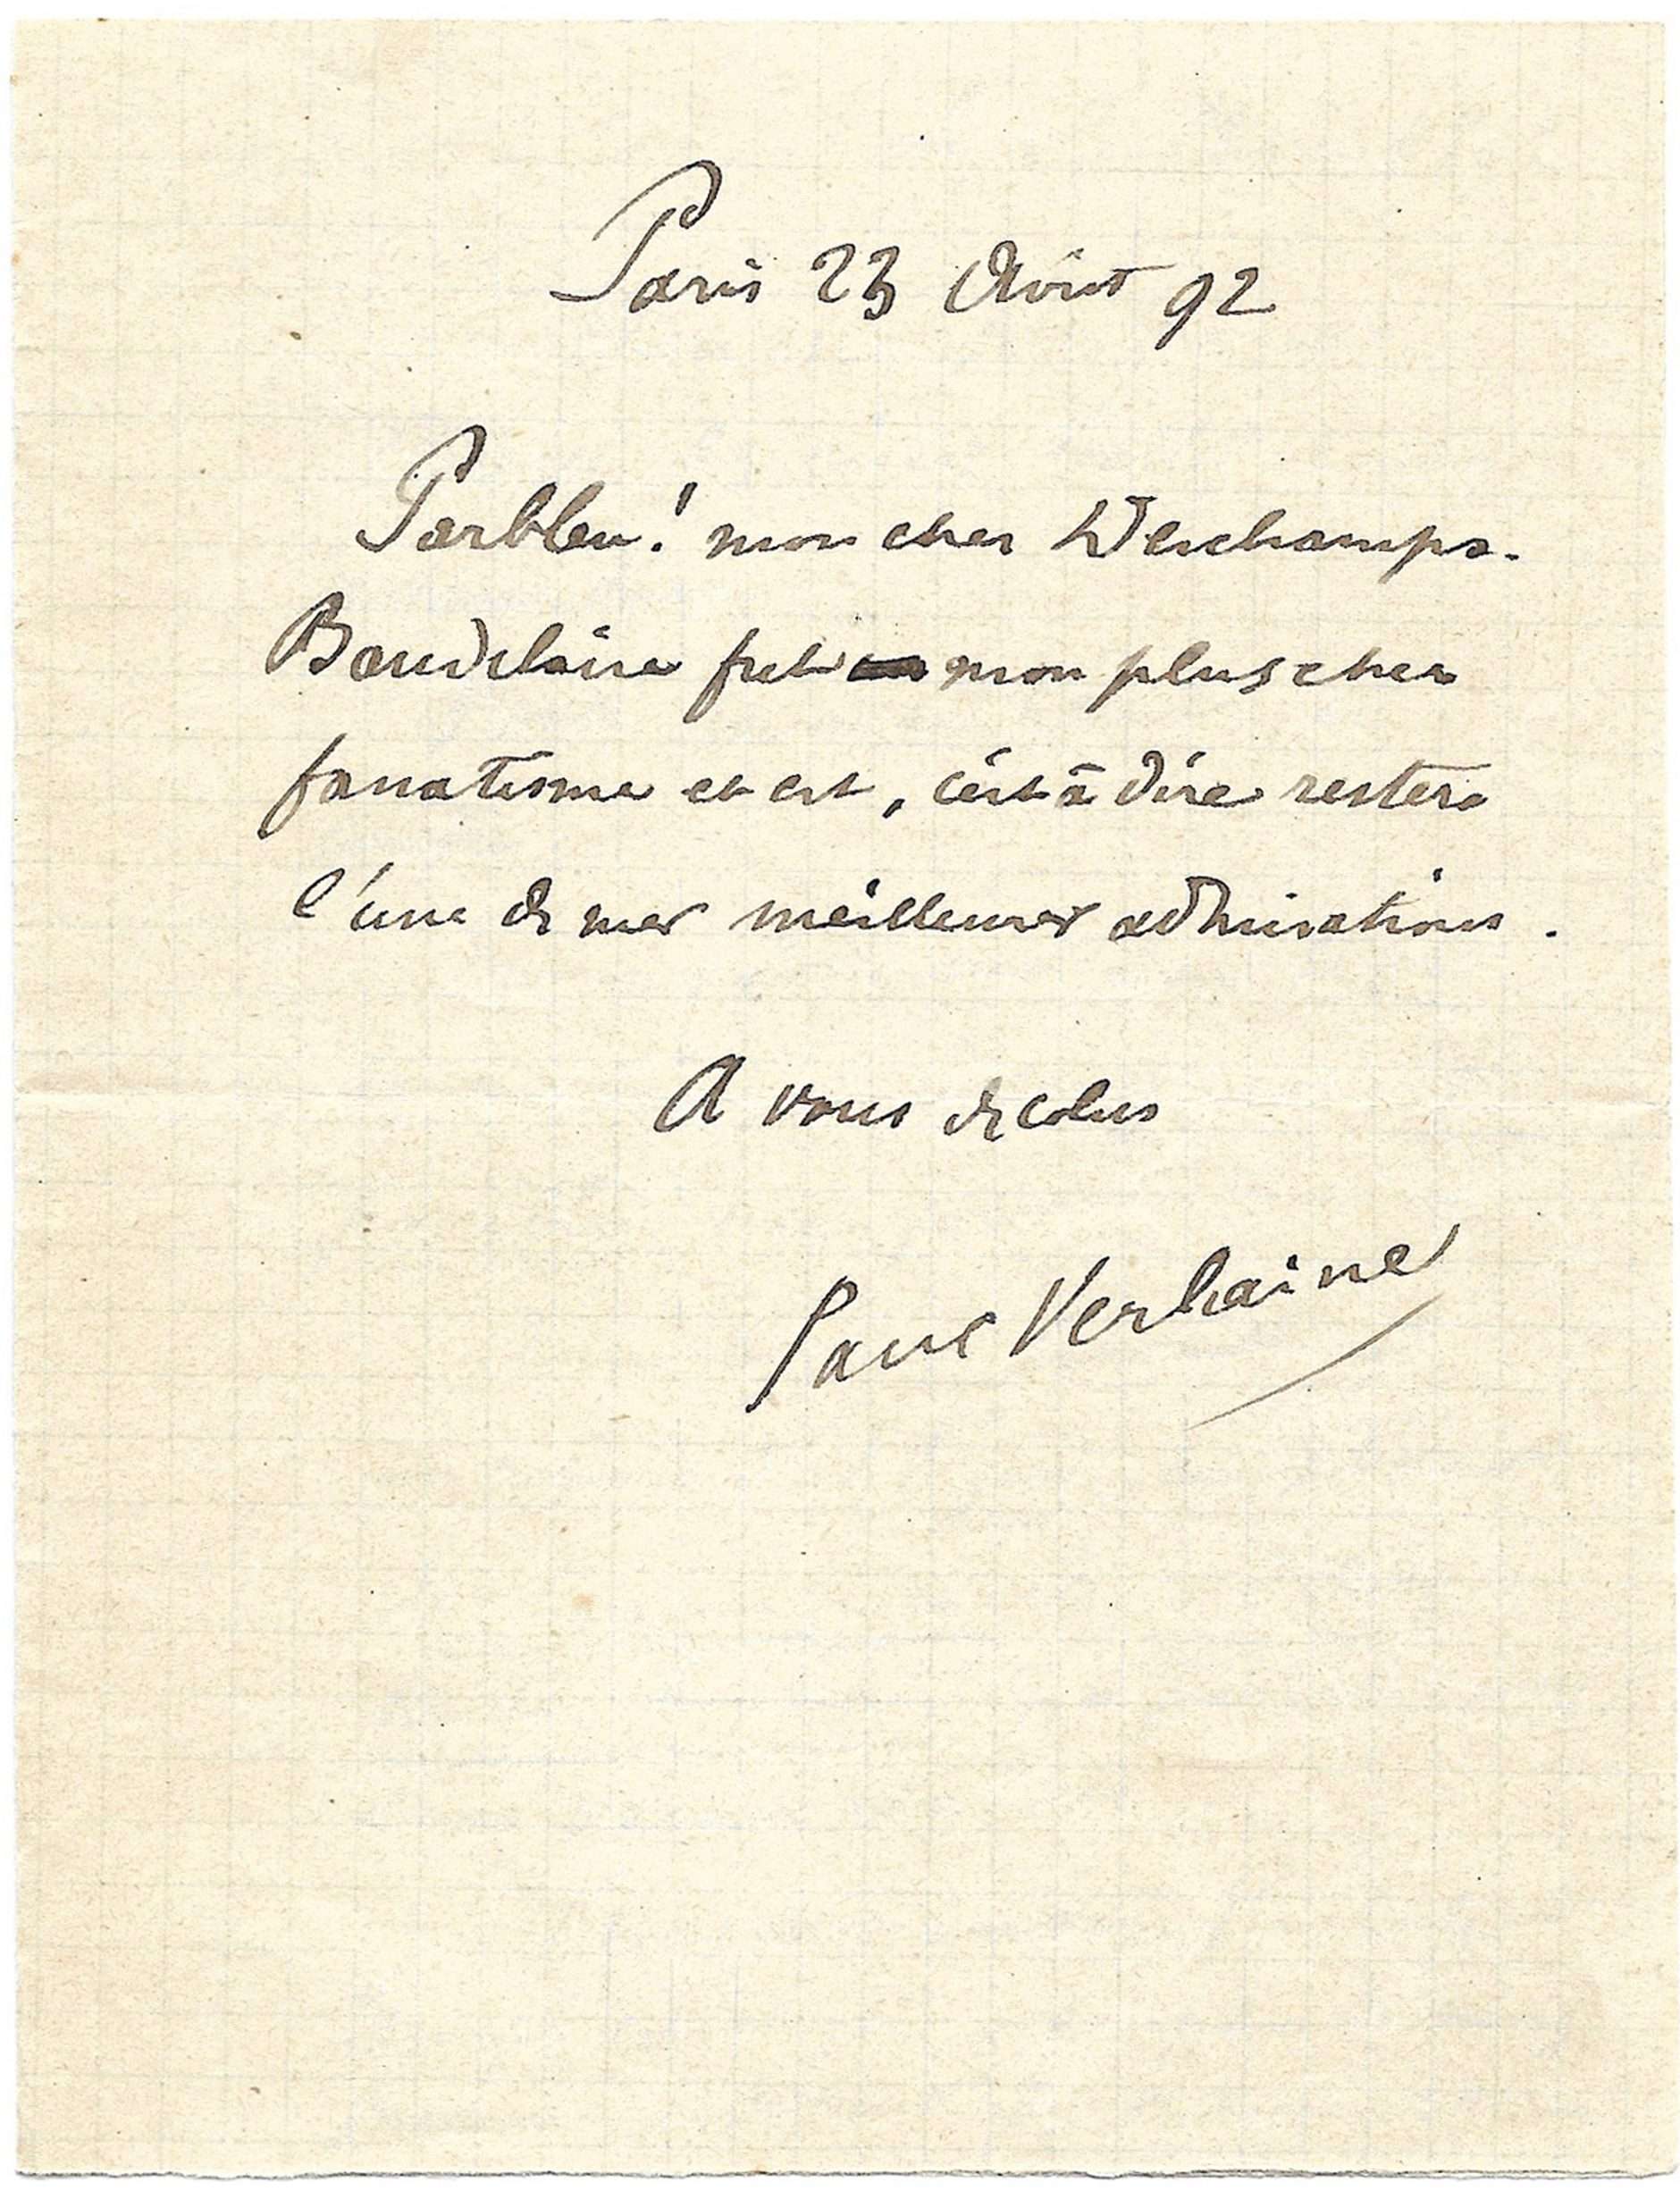 Paris 23 Août 92
Parbleu! mon cher Deschamps.
Baudelaire fut mon plus cher
fanatisme et est, c'est à dire restera
l'une de mes meilleures admirations.
A vous de cœur
Paul Verlaine